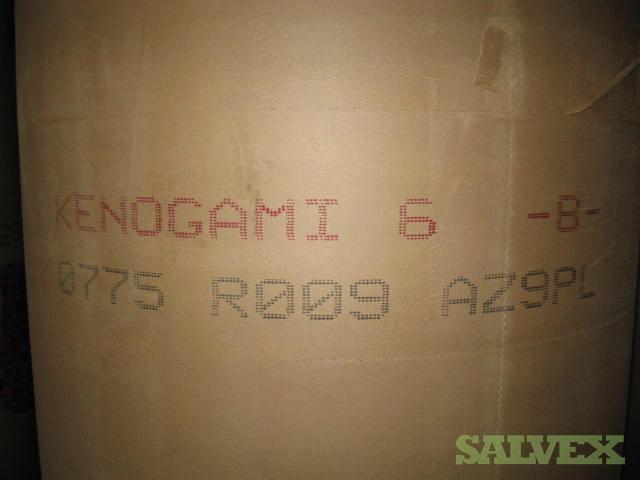 KENOGAMI 6 -B-
0775 R009 AZ9PL
SALVEX